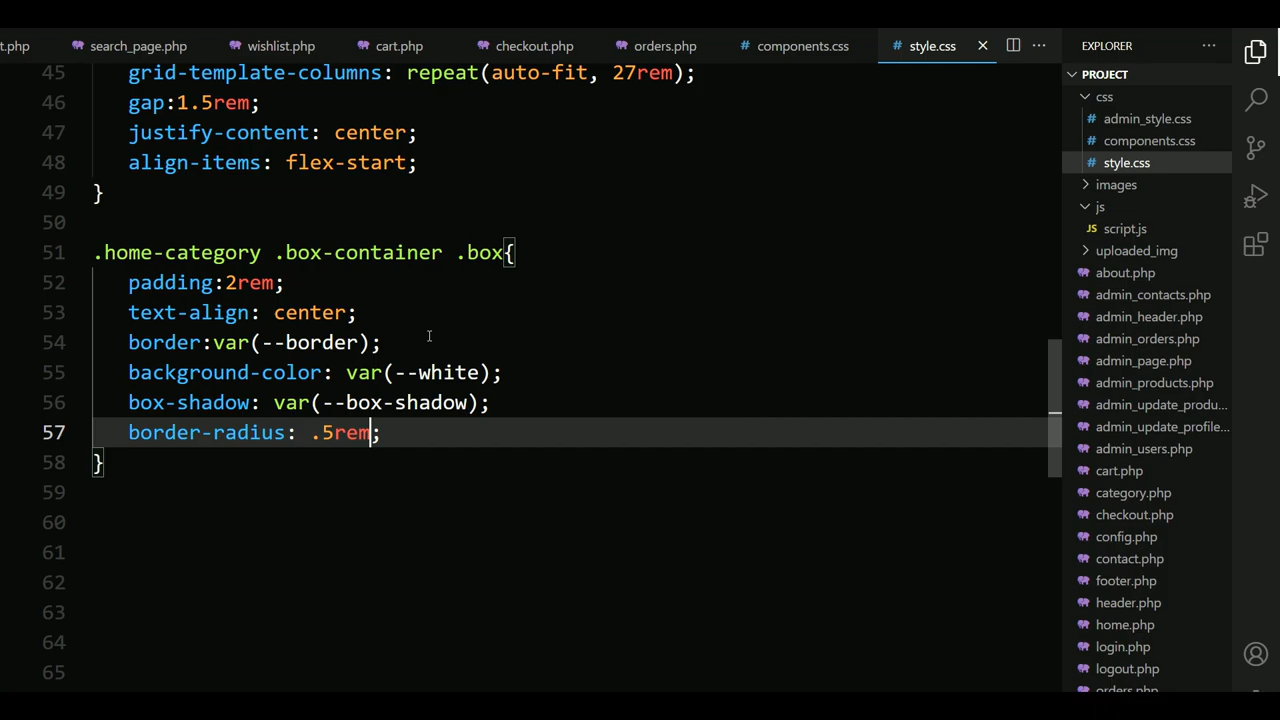 t.php search_page.php wishlist.php cart.php checkout.php orders.php # components.css # style.css × ···
EXPLORER ···
45 grid-template-columns: repeat(auto-fit, 27rem);
46 gap:1.5rem;
47 justify-content: center;
48 align-items: flex-start;
49 }
50
51 .home-category .box-container .box{
52 padding:2rem;
53 text-align: center;
54 border:var(--border);
55 background-color: var(--white);
56 box-shadow: var(--box-shadow);
57 border-radius: .5rem;
58 }
59
60
61
62
63
64
65
PROJECT
css
# admin_style.css
# components.css
# style.css
images
js
JS script.js
uploaded_img
about.php
admin_contacts.php
admin_header.php
admin_orders.php
admin_page.php
admin_products.php
admin_update_produ...
admin_update_profile...
admin_users.php
cart.php
category.php
checkout.php
config.php
contact.php
footer.php
header.php
home.php
login.php
logout.php
orders.php